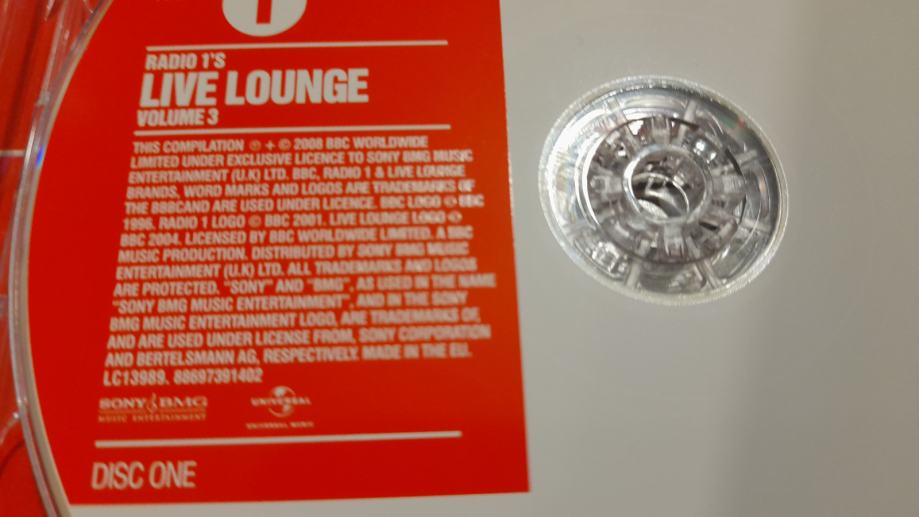 1
RADIO 1'S
LIVE LOUNGE
VOLUME 3
THIS COMPILATION ℗ + © 2008 BBC WORLDWIDE
LIMITED UNDER EXCLUSIVE LICENCE TO SONY BMG MUSIC
ENTERTAINMENT (U.K) LTD. BBC, RADIO 1 & LIVE LOUNGE
BRANDS, WORD MARKS AND LOGOS ARE TRADEMARKS OF
THE BBBCAND ARE USED UNDER LICENCE. BBC LOGO © BBC
1996. RADIO 1 LOGO © BBC 2001. LIVE LOUNGE LOGO ©
BBC 2004. LICENSED BY BBC WORLDWIDE LIMITED. A BBC
MUSIC PRODUCTION. DISTRIBUTED BY SONY BMG MUSIC
ENTERTAINMENT (U.K) LTD. ALL TRADEMARKS AND LOGOS
ARE PROTECTED. "SONY" AND "BMG", AS USED IN THE NAME
"SONY BMG MUSIC ENTERTAINMENT", AND IN THE SONY
BMG MUSIC ENTERTAINMENT LOGO, ARE TRADEMARKS OF,
AND ARE USED UNDER LICENSE FROM, SONY CORPORATION
AND BERTELSMANN AG, RESPECTIVELY. MADE IN THE EU.
LC13989. 88697391402
SONY BMG
MUSIC ENTERTAINMENT
UNIVERSAL
UNIVERSAL MUSIC
DISC ONE